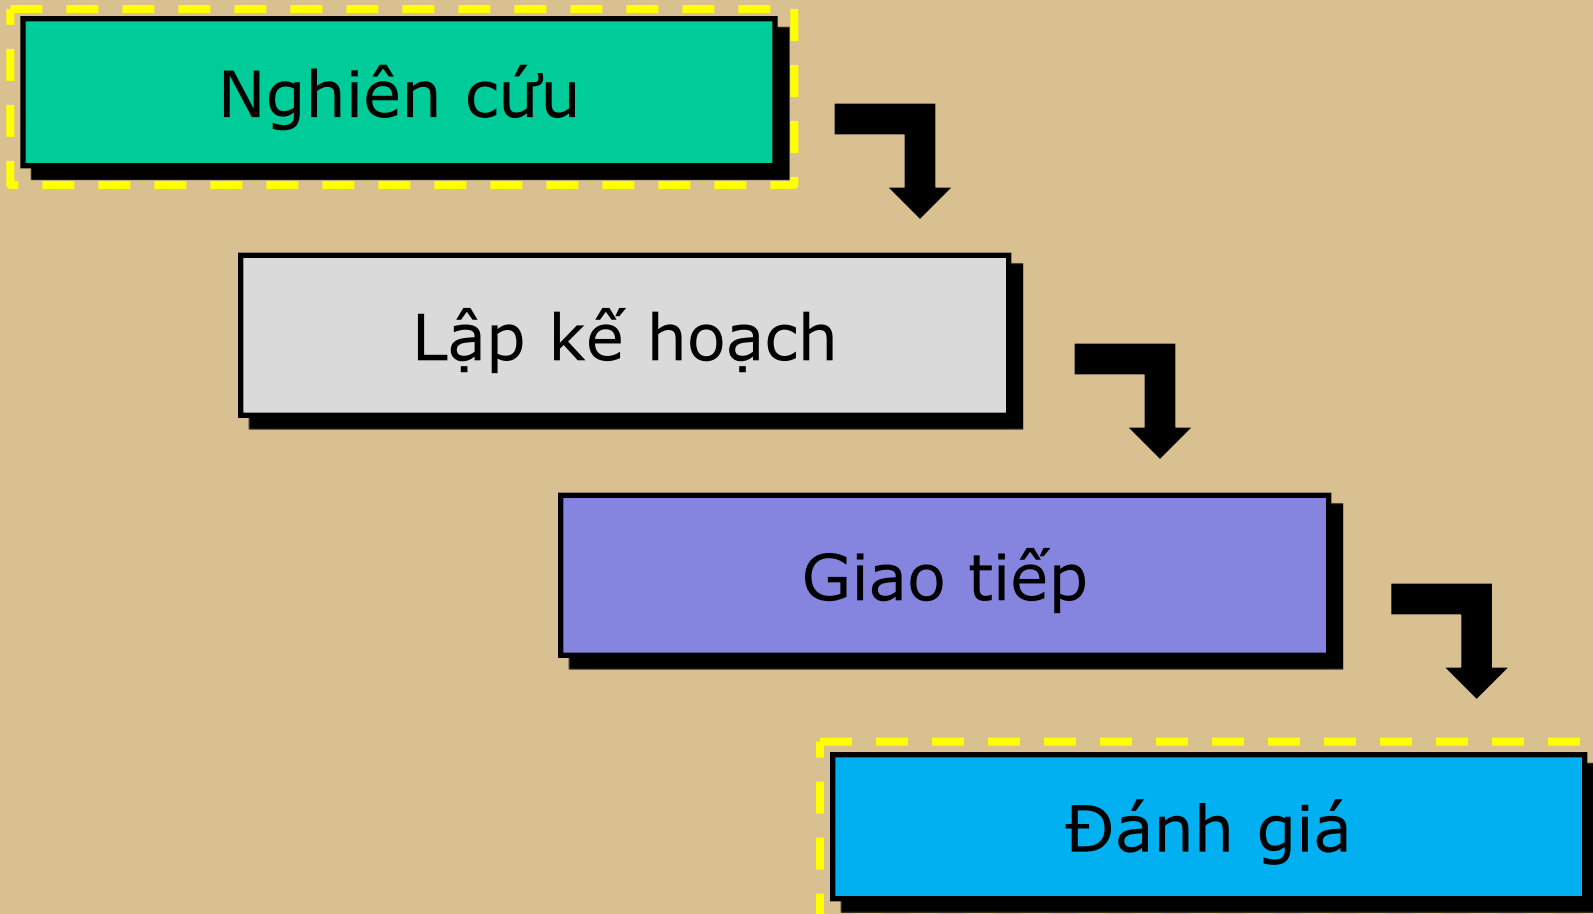 Nghiên cứu
Lập kế hoạch
Giao tiếp
Đánh giá